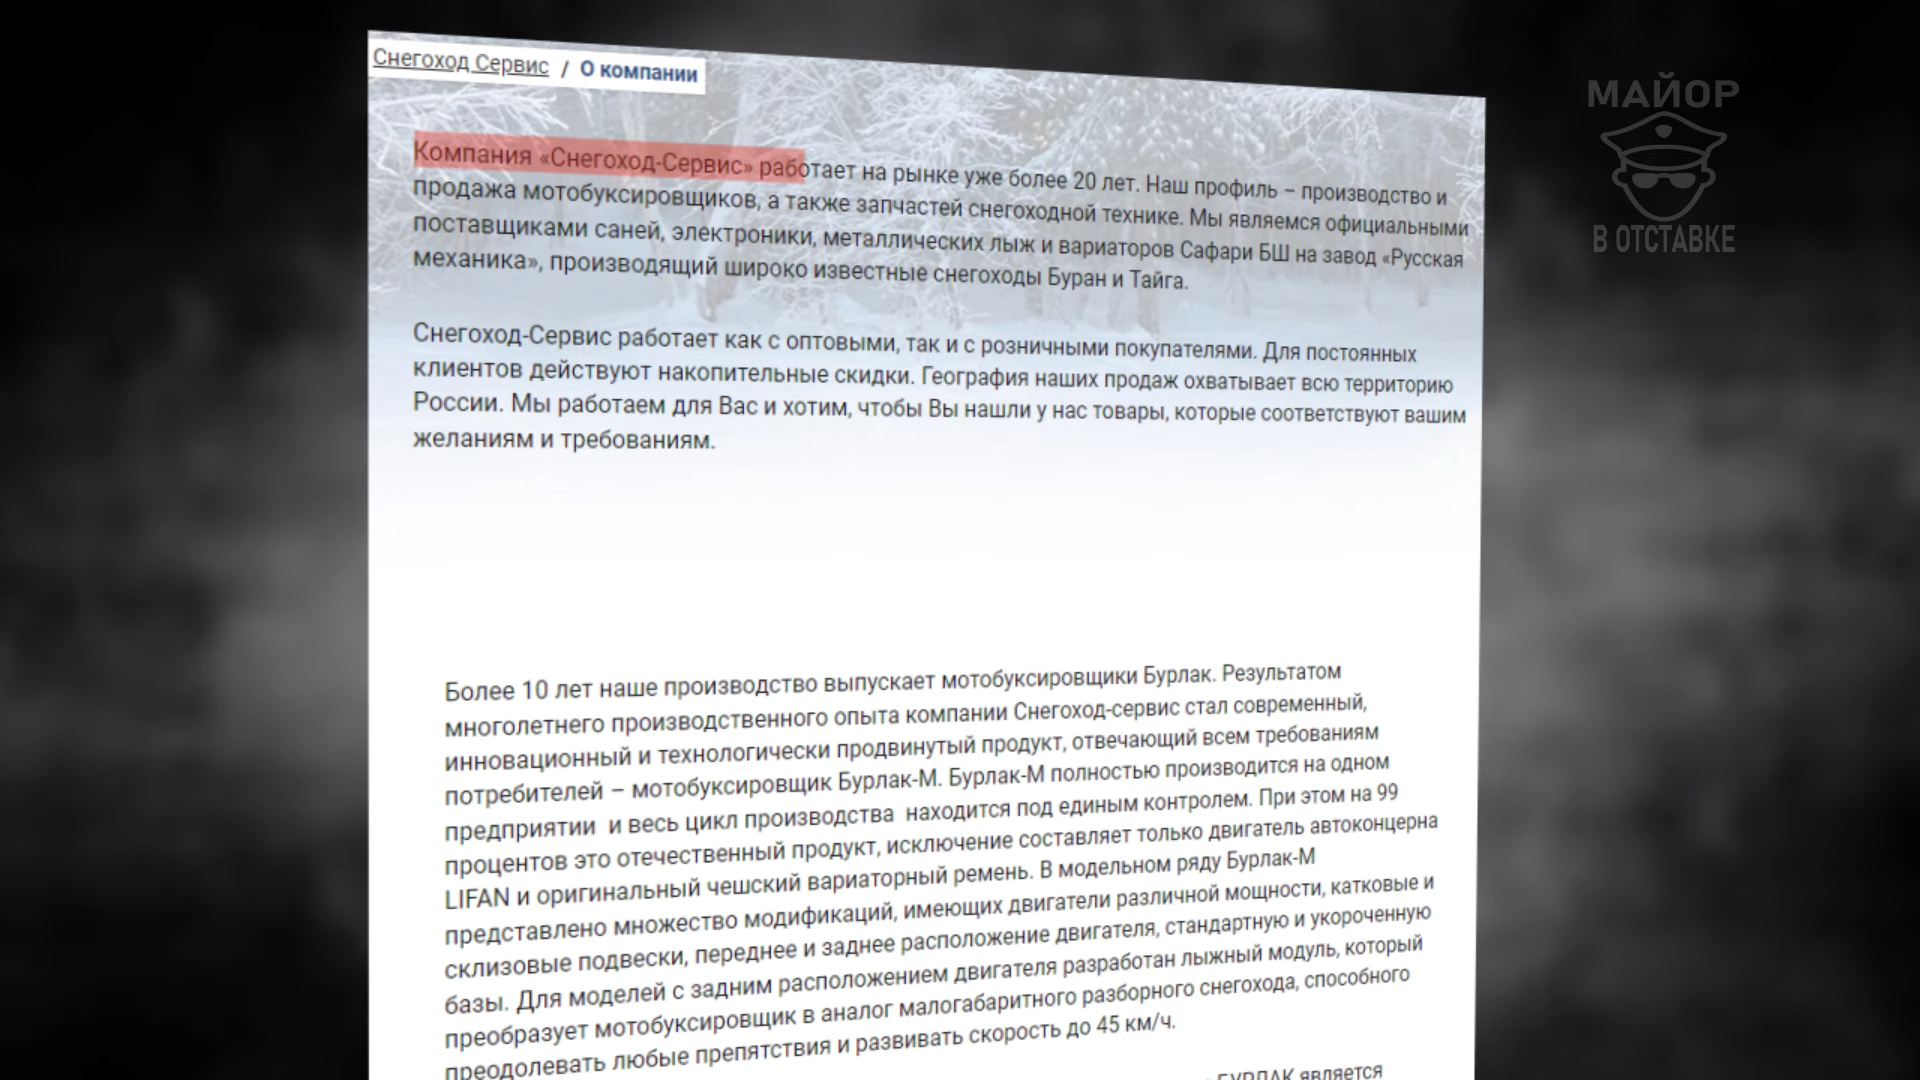 Снегоход Сервис / О компании
МАЙОР
В ОТСТАВКЕ
Компания «Снегоход-Сервис» работает на рынке уже более 20 лет. Наш профиль – производство и
продажа мотобуксировщиков, а также запчастей снегоходной технике. Мы являемся официальными
поставщиками саней, электроники, металлических лыж и вариаторов Сафари БШ на завод «Русская
механика», производящий широко известные снегоходы Буран и Тайга.
Снегоход-Сервис работает как с оптовыми, так и с розничными покупателями. Для постоянных
клиентов действуют накопительные скидки. География наших продаж охватывает всю территорию
России. Мы работаем для Вас и хотим, чтобы Вы нашли у нас товары, которые соответствуют вашим
желаниям и требованиям.
Более 10 лет наше производство выпускает мотобуксировщики Бурлак. Результатом
многолетнего производственного опыта компании Снегоход-сервис стал современный,
инновационный и технологически продвинутый продукт, отвечающий всем требованиям
потребителей – мотобуксировщик Бурлак-М. Бурлак-М полностью производится на одном
предприятии и весь цикл производства находится под единым контролем. При этом на 99
процентов это отечественный продукт, исключение составляет только двигатель автоконцерна
LIFAN и оригинальный чешский вариаторный ремень. В модельном ряду Бурлак-М
представлено множество модификаций, имеющих двигатели различной мощности, катковые и
склизовые подвески, переднее и заднее расположение двигателя, стандартную и укороченную
базы. Для моделей с задним расположением двигателя разработан лыжный модуль, который
преобразует мотобуксировщик в аналог малогабаритного разборного снегохода, способного
преодолевать любые препятствия и развивать скорость до 45 км/ч.
БУРЛАК является